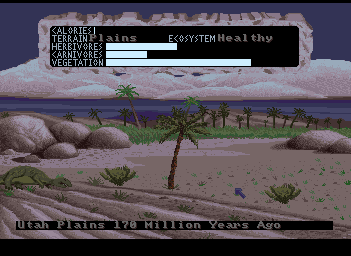 CALORIES
TERRAIN Plains ECOSYSTEM Healthy
HERBIVORES
CARNIVORES
VEGETATION
Utah Plains 170 Million Years Ago